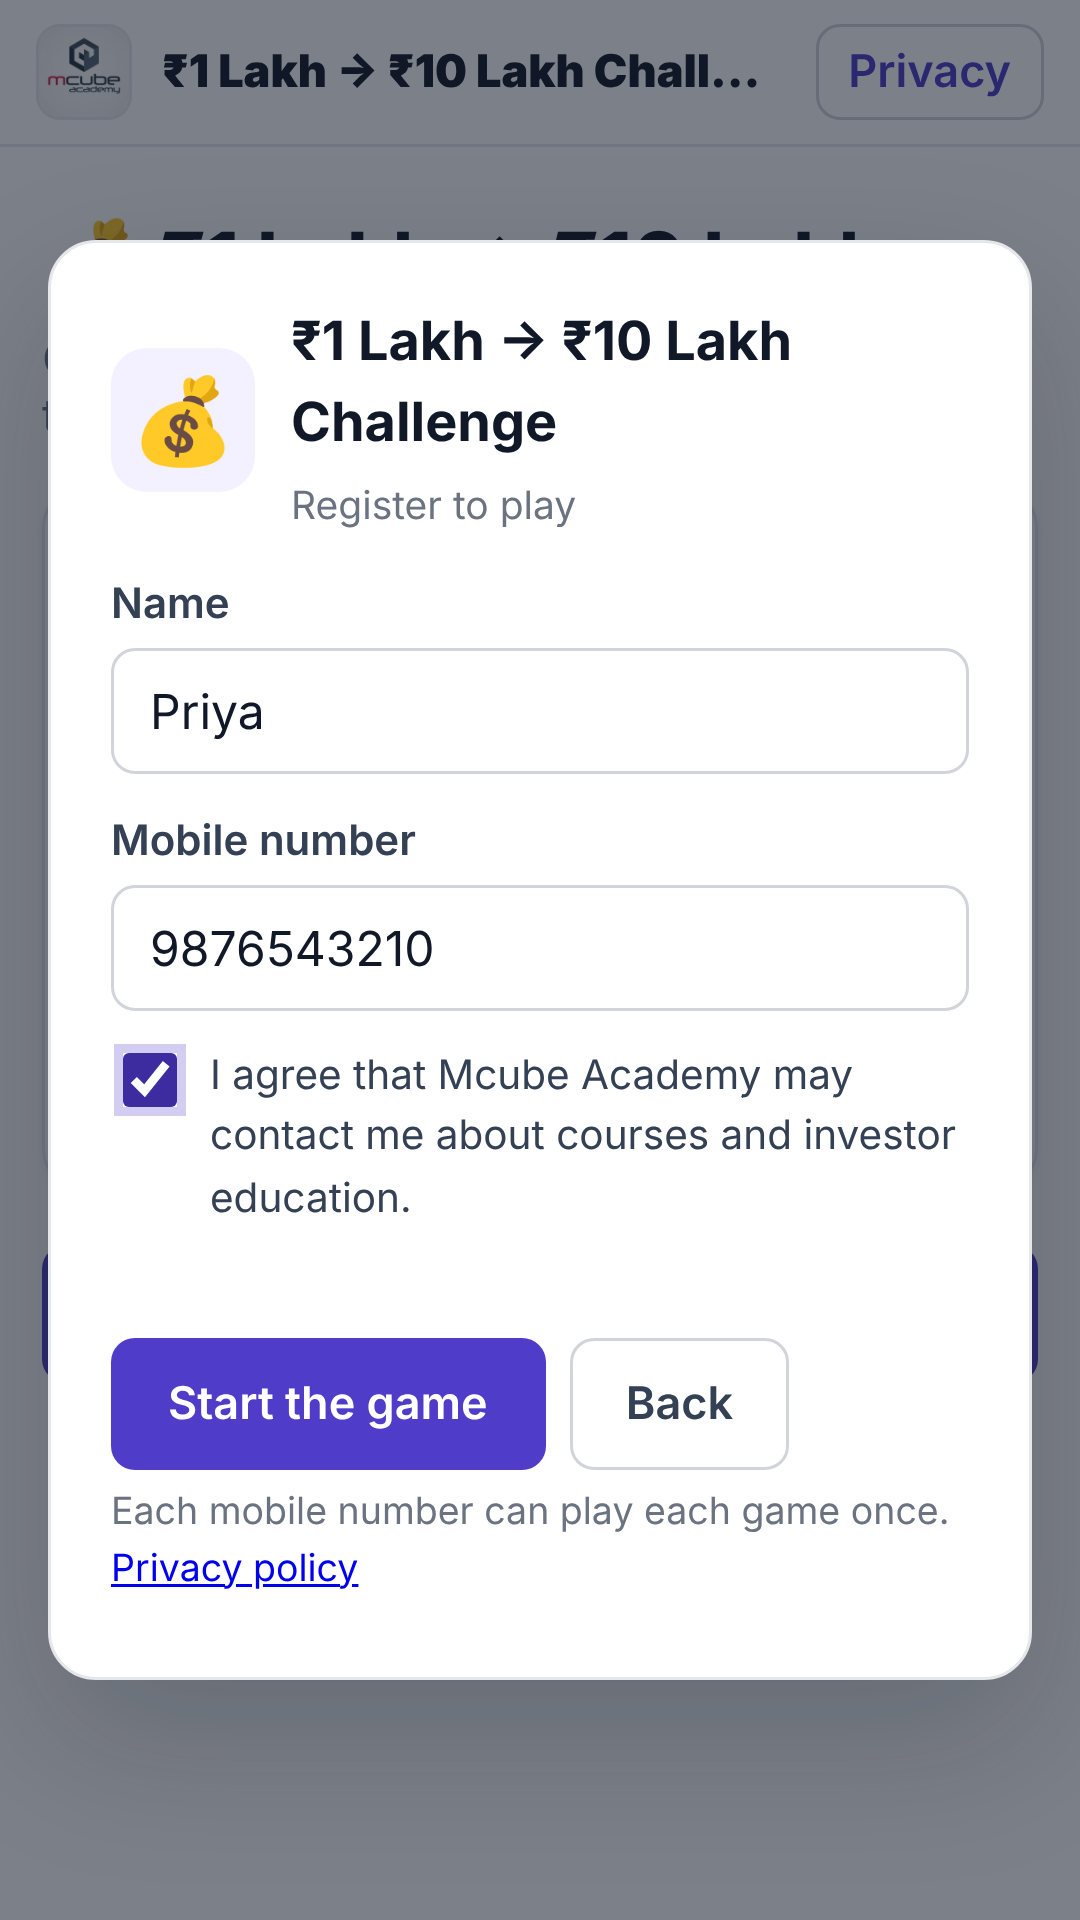 mcube
academy
₹1 Lakh → ₹10 Lakh Chall...
Privacy
₹1 Lakh → ₹10 Lakh
Challenge
Register to play
Name
Priya
Mobile number
9876543210
I agree that Mcube Academy may
contact me about courses and investor
education.
Start the game
Back
Each mobile number can play each game once.
Privacy policy